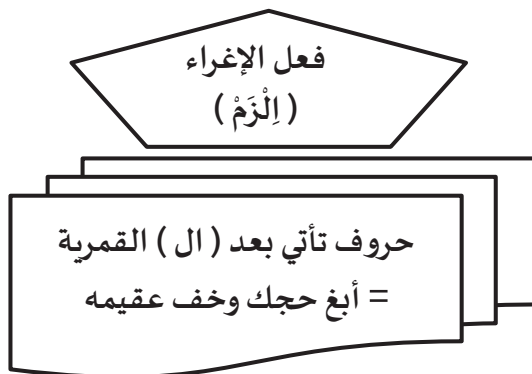 فعل الإغراء
( اِلْزَمْ )
حروف تأتي بعد ( ال ) القمرية
= أبغ حجك وخف عقيمه